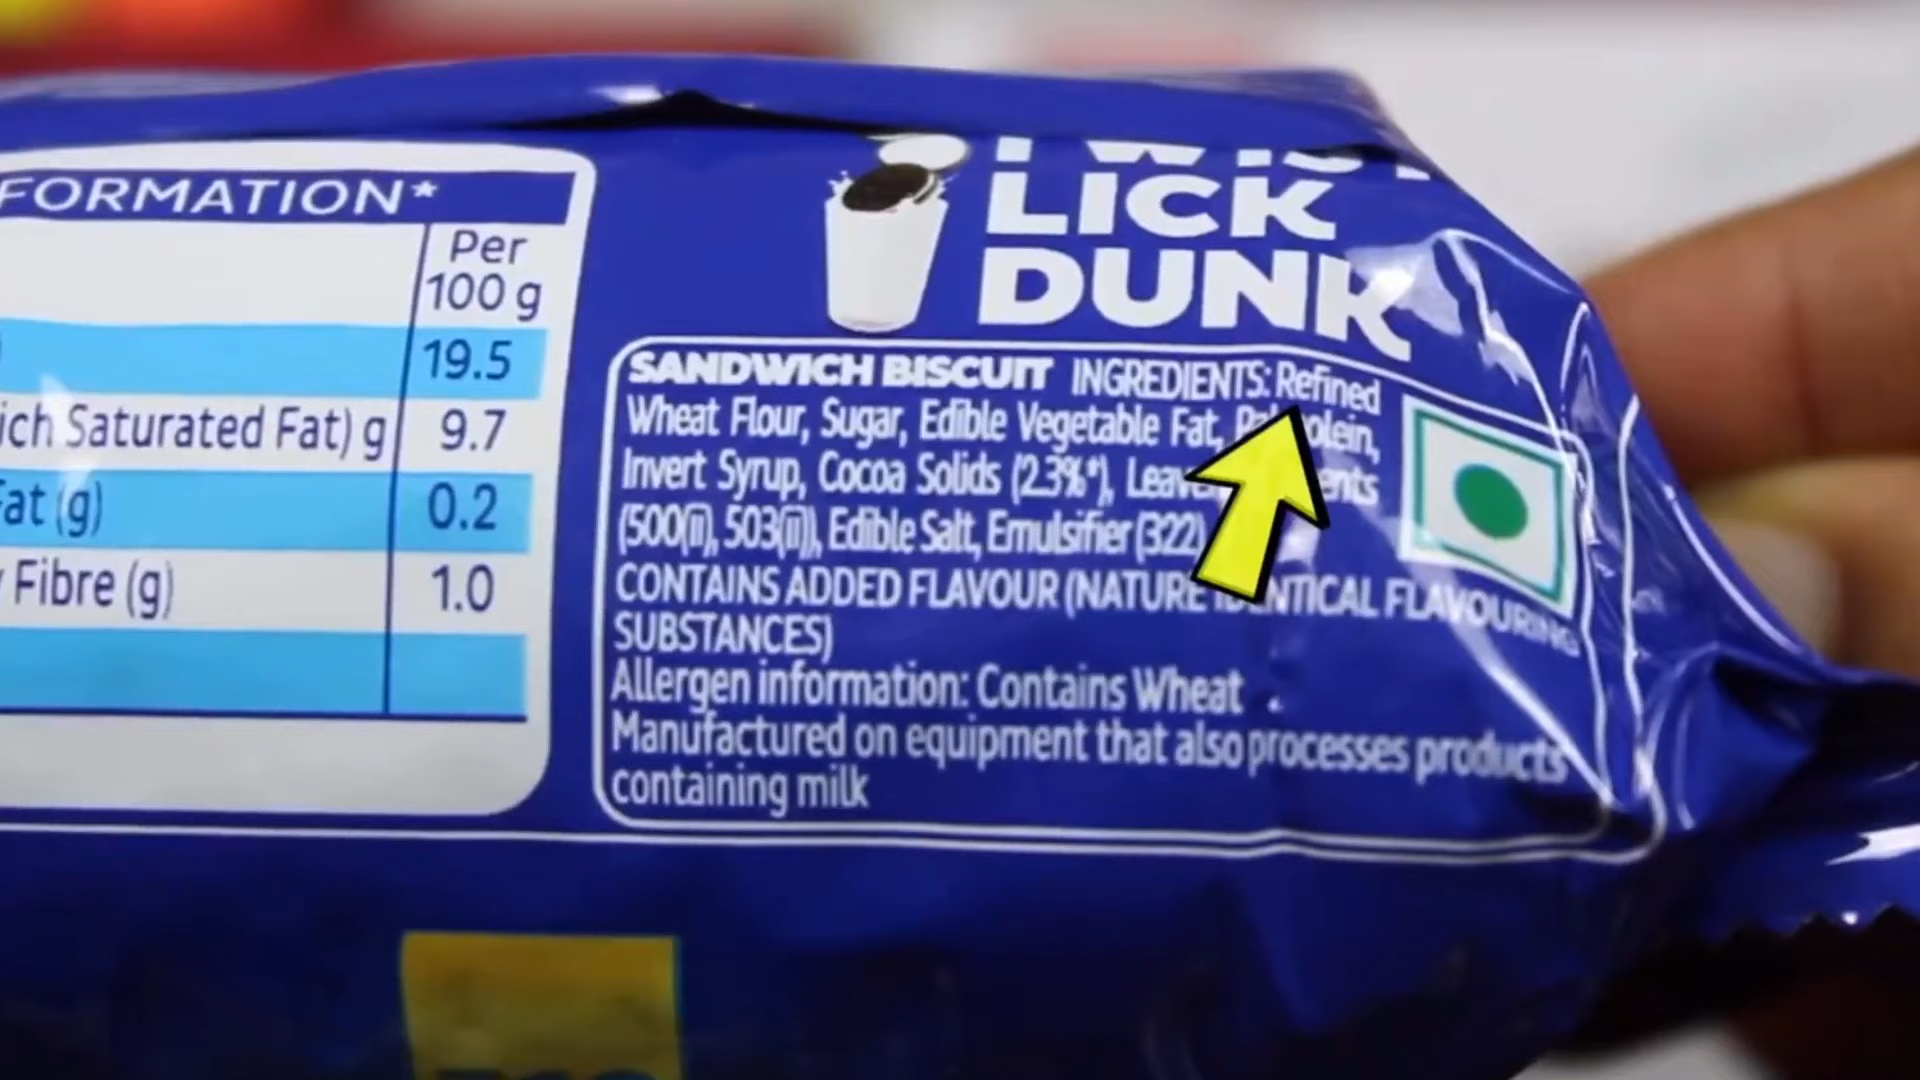 FORMATION*
Per
100 g
19.5
ich Saturated Fat) g 9.7
Fat (g) 0.2
Fibre (g) 1.0
LICK
DUNK
SANDWICH BISCUIT INGREDIENTS: Refined
Wheat Flour, Sugar, Edible Vegetable Fat,
Invert Syrup, Cocoa Solids (2.3%*),
(500(ii), 503(ii)), Edible Salt, Emulsifier (322)
CONTAINS ADDED FLAVOUR (NATURE IDENTICAL FLAVOURING
SUBSTANCES)
Allergen information: Contains Wheat
Manufactured on equipment that also processes products
containing milk